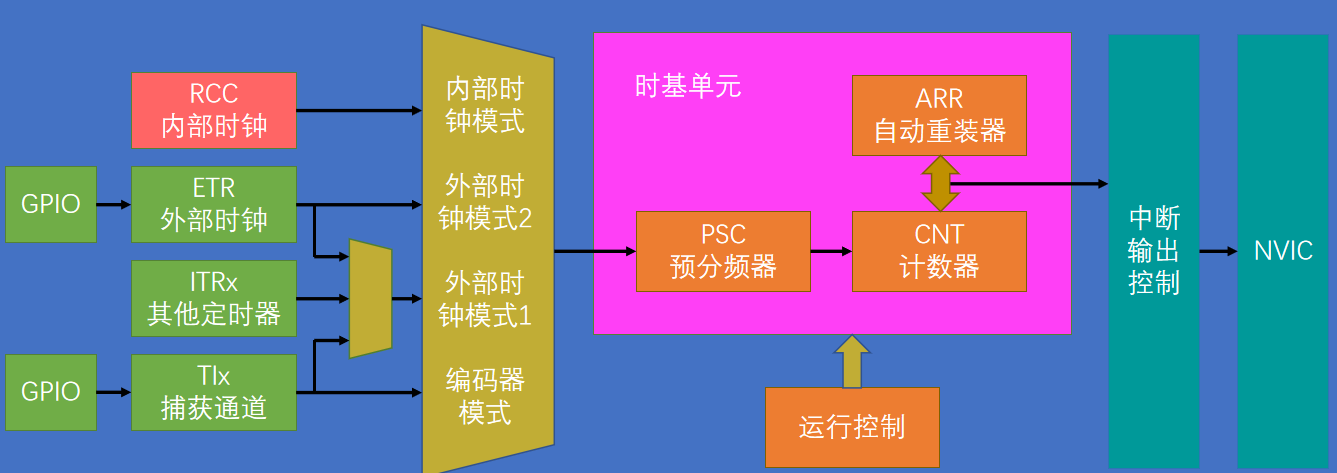 RCC
内部时钟
GPIO
ETR
外部时钟
ITRx
其他定时器
GPIO
TIx
捕获通道
内部时
钟模式
外部时
钟模式2
外部时
钟模式1
编码器
模式
时基单元
ARR
自动重装器
PSC
预分频器
CNT
计数器
运行控制
中断
输出
控制
NVIC